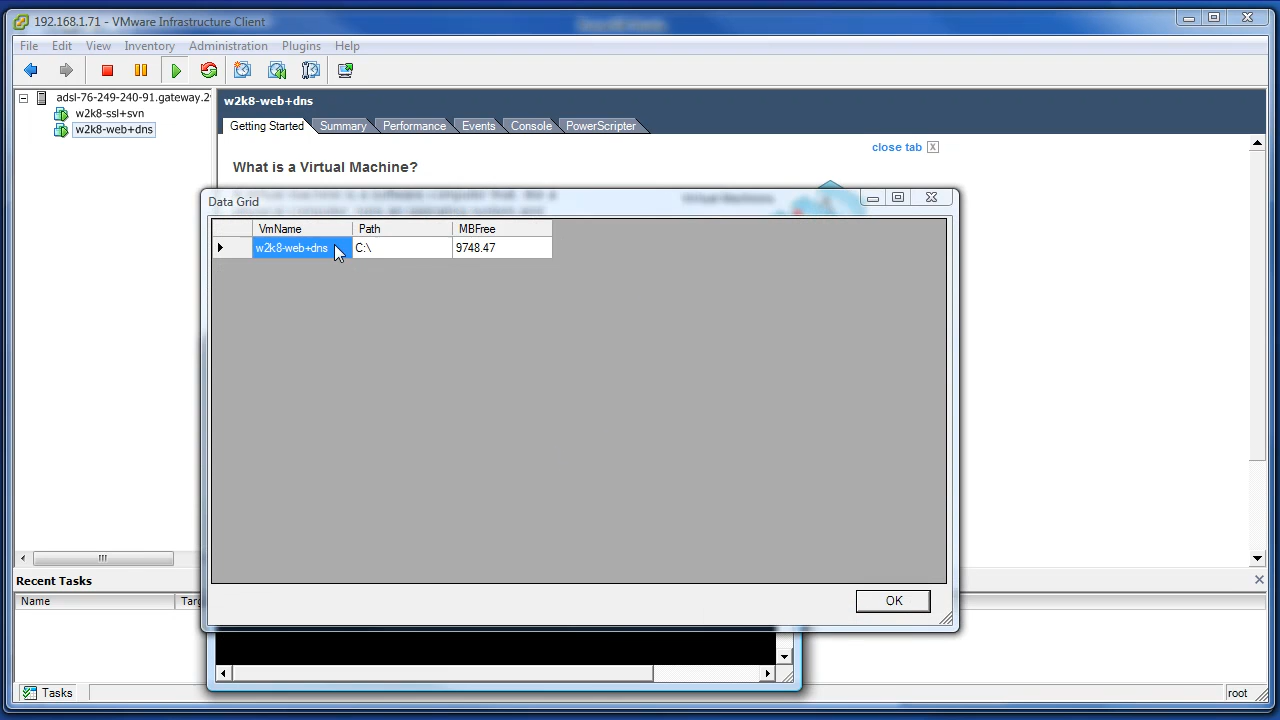 192.168.1.71 - VMware Infrastructure Client
File Edit View Inventory Administration Plugins Help
adsl-76-249-240-91.gateway.2
w2k8-ssl+svn
w2k8-web+dns
w2k8-web+dns
Getting Started Summary Performance Events Console PowerScripter
close tab X
What is a Virtual Machine?
Data Grid
VmName Path MBFree
w2k8-web+dns C:\ 9748.47
OK
Recent Tasks
Name Targ
Tasks
root